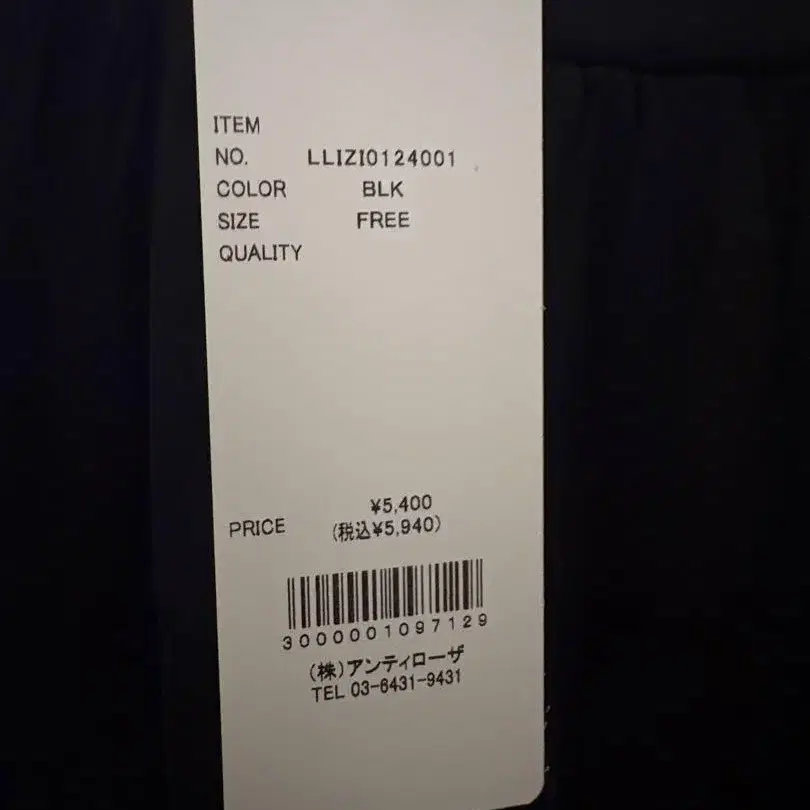 ITEM
NO. LLIZI0124001
COLOR BLK
SIZE FREE
QUALITY
¥5,400
PRICE (税込¥5,940)
3000001097129
(株)アンティローザ
TEL 03-6431-9431